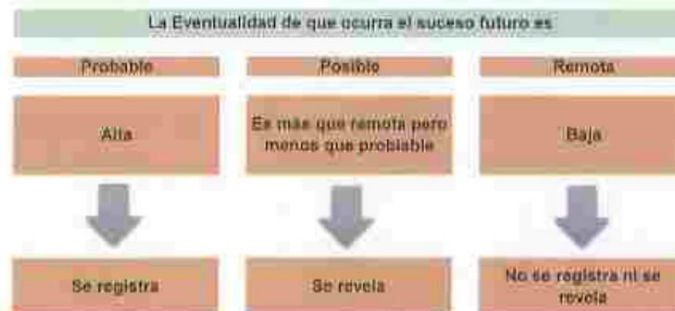 La Eventualidad de que ocurra el suceso futuro es
Probable
Posible
Remota
Alta
Es más que remota pero
menos que probiable
Baja
Se registra
Se revela
No se registra ni se
revela